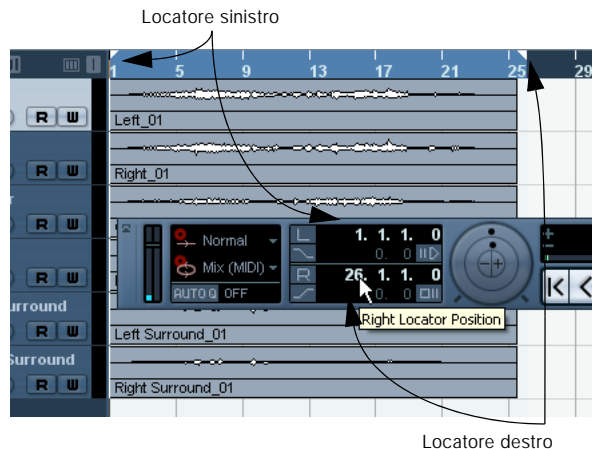 Locatore sinistro
1 5 9 13 17 21 25 29
R W
Left_01
R W
Right_01
R W
Normal
L 1. 1. 1. 0
0. 0
R W
Mix (MIDI)
R 26. 1. 1. 0
AUTO Q OFF
0. 0
Right Locator Position
urround
R W
Left Surround_01
Surround
R W
Right Surround_01
Locatore destro